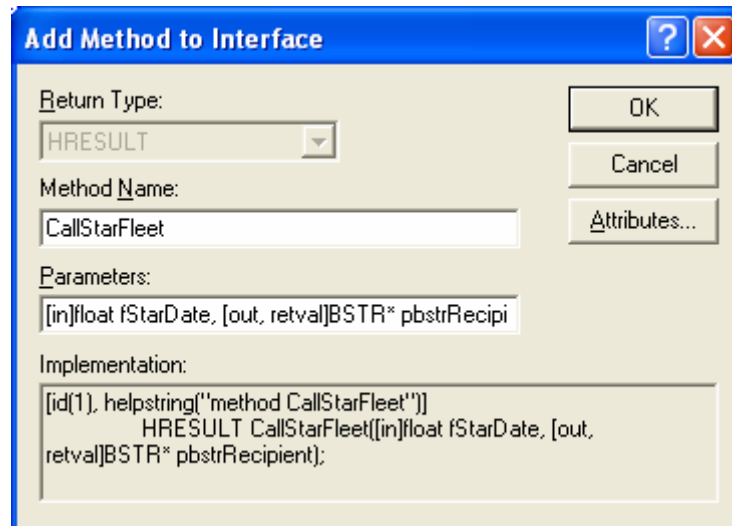 Add Method to Interface
Return Type:
HRESULT
OK
Cancel
Method Name:
CallStarFleet
Attributes...
Parameters:
[in]float fStarDate, [out, retval]BSTR* pbstrRecipi
Implementation:
[id(1), helpstring("method CallStarFleet")]
HRESULT CallStarFleet([in]float fStarDate, [out,
retval]BSTR* pbstrRecipient);